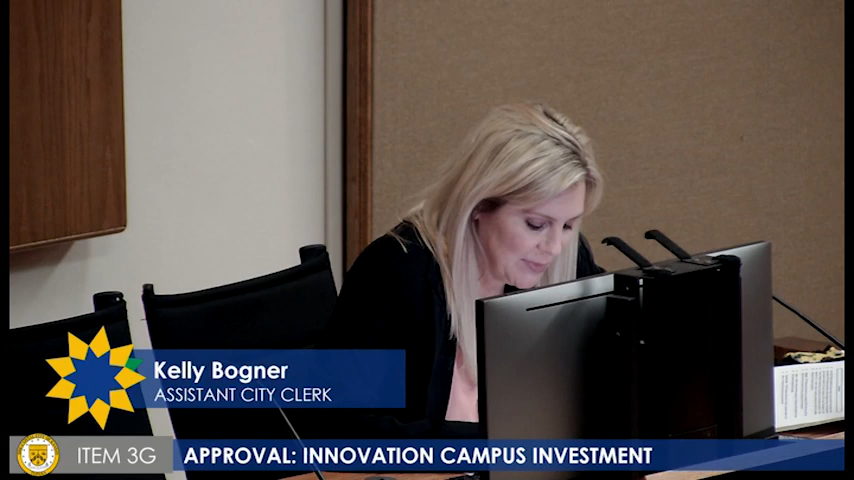 Kelly Bogner
ASSISTANT CITY CLERK
ITEM 3G
APPROVAL: INNOVATION CAMPUS INVESTMENT